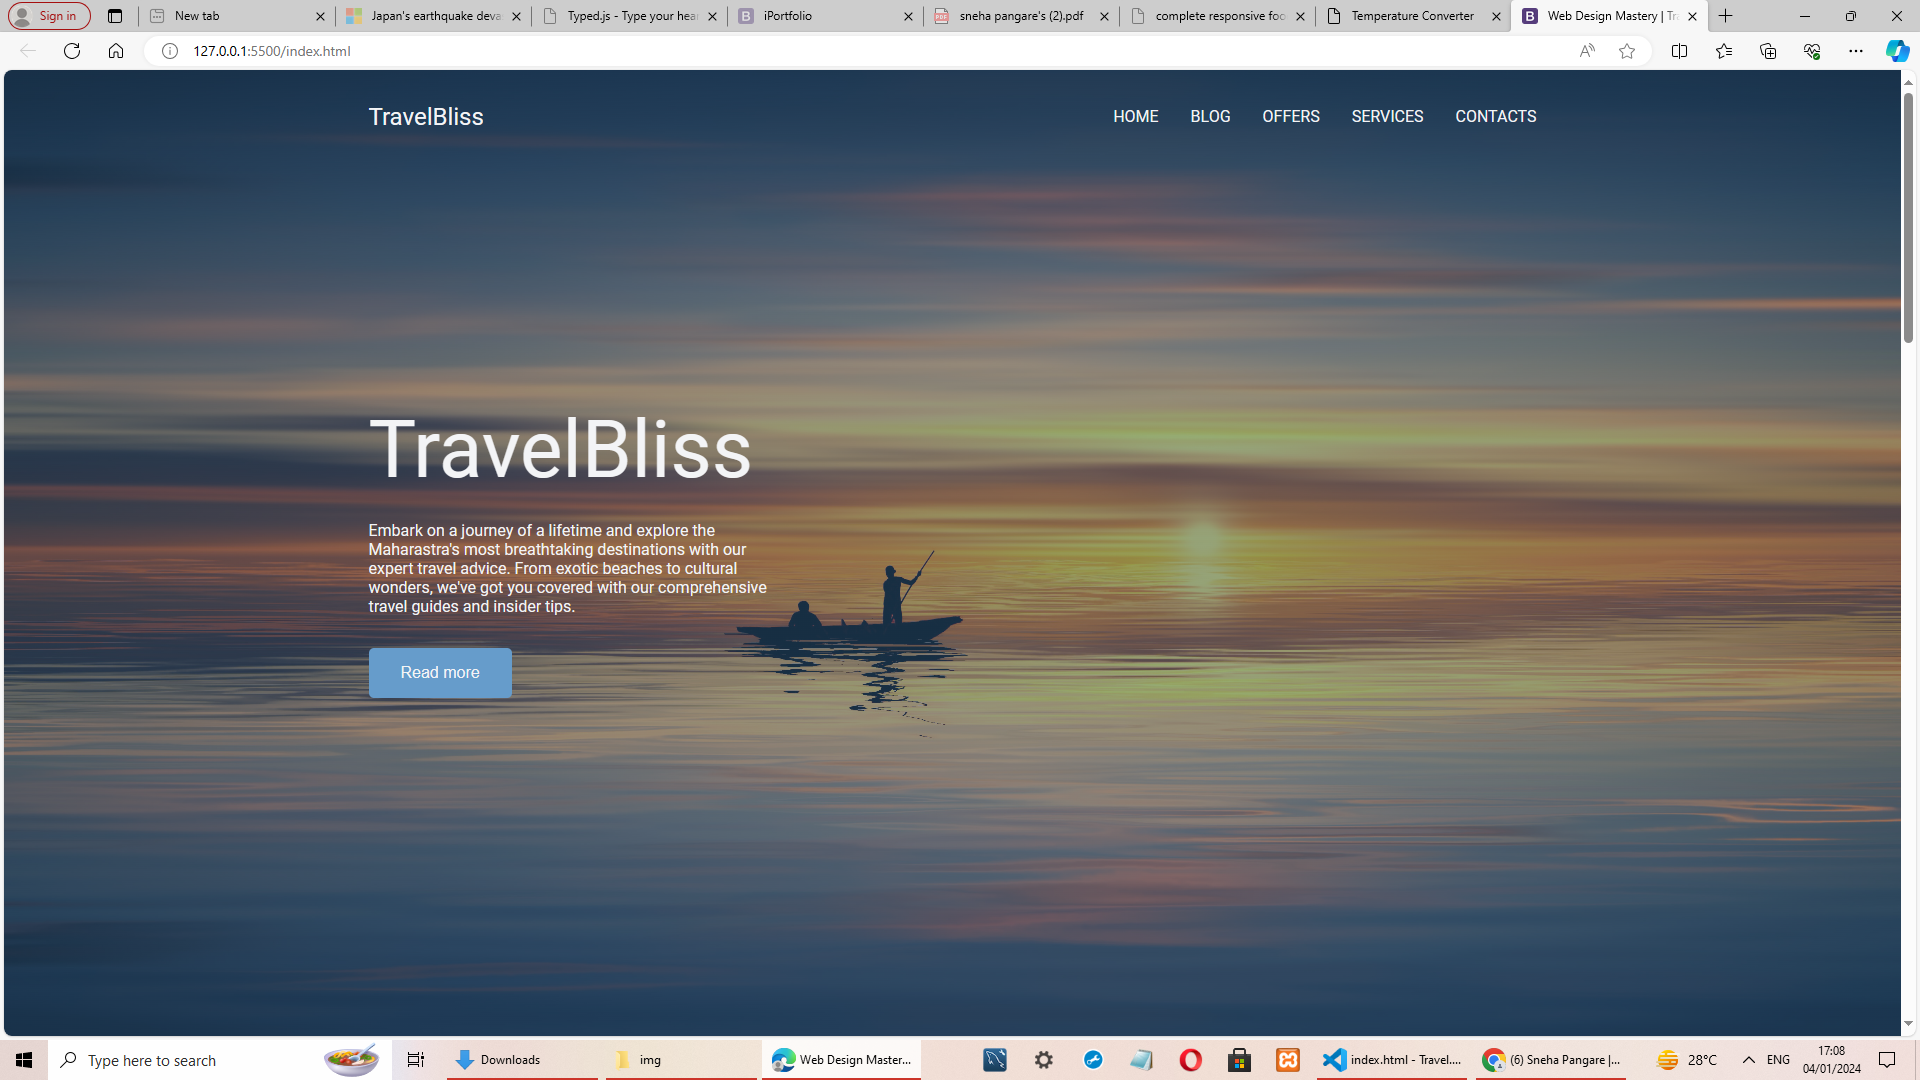 Sign in
New tab
Japan's earthquake deva
Typed.js - Type your hea
iPortfolio
sneha pangare's (2).pdf
complete responsive foo
Temperature Converter
Web Design Mastery | Tra
127.0.0.1:5500/index.html
TravelBliss
HOME BLOG OFFERS SERVICES CONTACTS
TravelBliss
Embark on a journey of a lifetime and explore the
Maharastra's most breathtaking destinations with our
expert travel advice. From exotic beaches to cultural
wonders, we've got you covered with our comprehensive
travel guides and insider tips.
Read more
Type here to search
Downloads
img
Web Design Master...
index.html - Travel....
(6) Sneha Pangare |...
28°C
ENG
17:08
04/01/2024